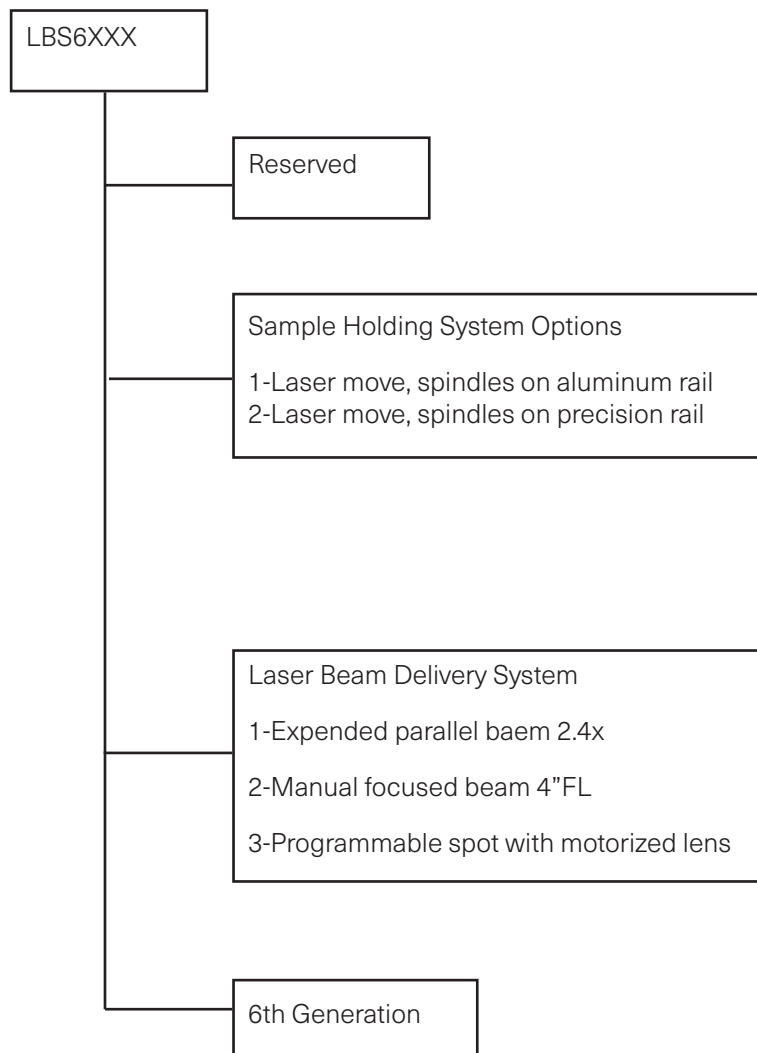 LBS6XXX
Reserved
Sample Holding System Options
1-Laser move, spindles on aluminum rail
2-Laser move, spindles on precision rail
Laser Beam Delivery System
1-Expended parallel baem 2.4x
2-Manual focused beam 4”FL
3-Programmable spot with motorized lens
6th Generation